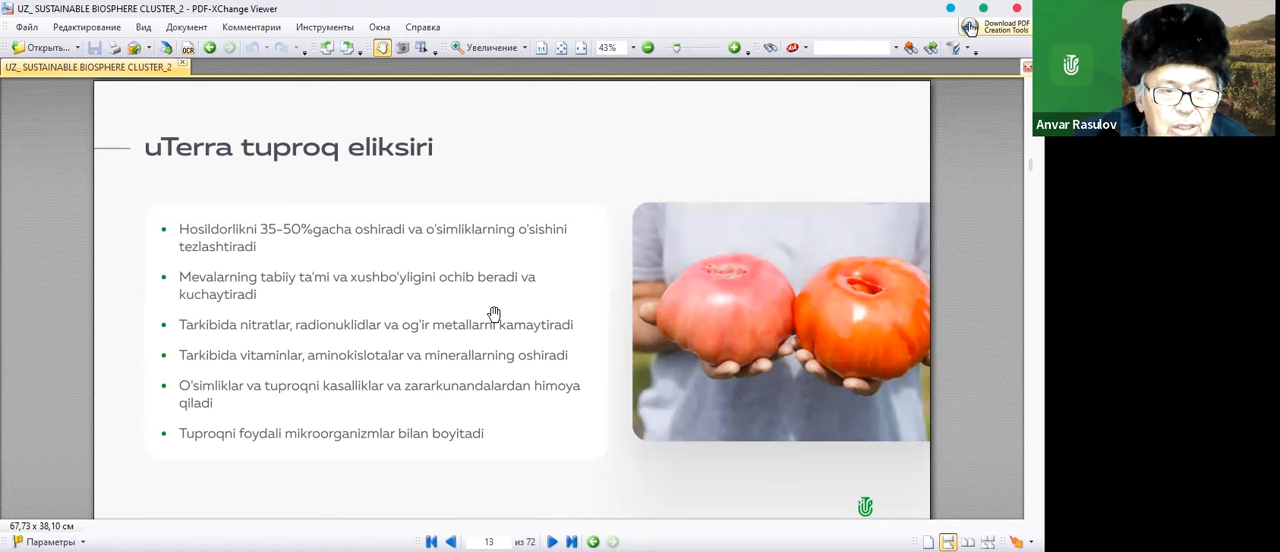 UZ_ SUSTAINABLE BIOSPHERE CLUSTER_2 - PDF-XChange Viewer
Файл Редактирование Вид Документ Комментарии Инструменты Окна Справка
Download PDF
Creation Tools
Открыть... OCR Увеличение 43%
UZ_ SUSTAINABLE BIOSPHERE CLUSTER_2
Anvar Rasulov
uTerra tuproq eliksiri
• Hosildorlikni 35-50%gacha oshiradi va o'simliklarning o'sishini
tezlashtiradi
• Mevalarning tabiiy ta'mi va xushbo'yligini ochib beradi va
kuchaytiradi
• Tarkibida nitratlar, radionuklidlar va og'ir metallarni kamaytiradi
• Tarkibida vitaminlar, aminokislotalar va minerallarning oshiradi
• O'simliklar va tuproqni kasalliklar va zararkunandalardan himoya
qiladi
• Tuproqni foydali mikroorganizmlar bilan boyitadi
67,73 x 38,10 см
Параметры 13 из 72